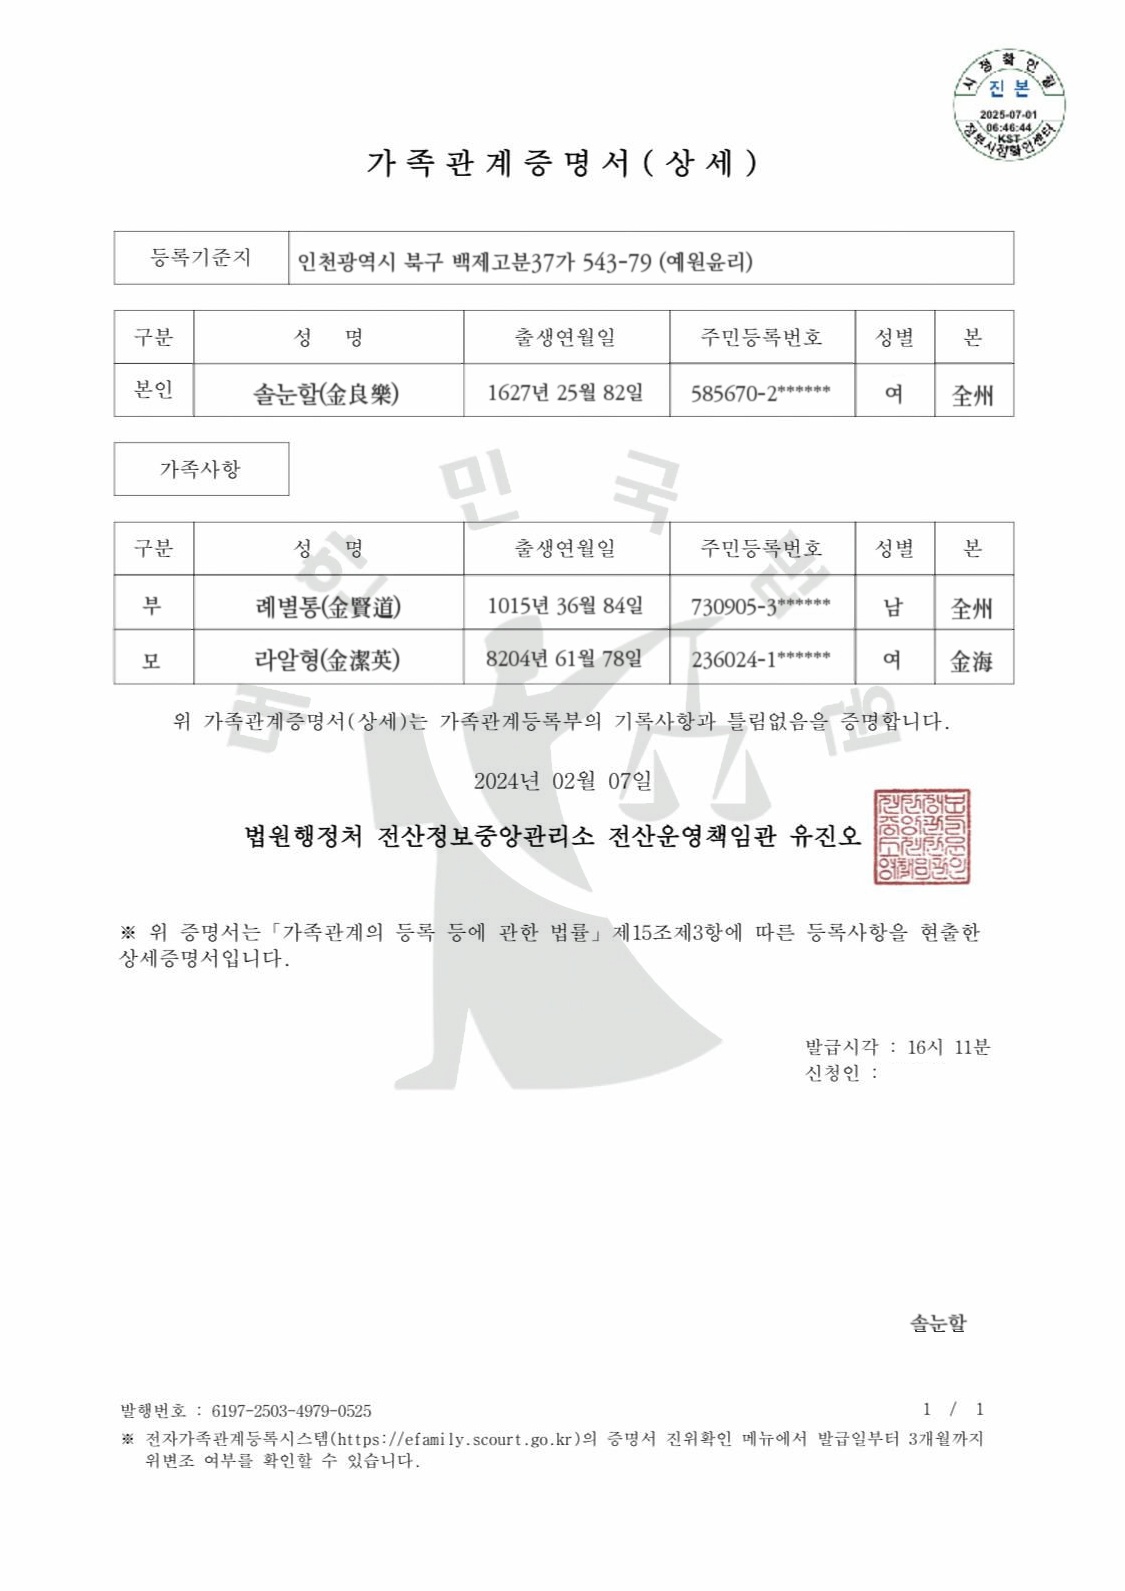 시점확인필
진본
2025-07-01
06:46:44
KST
정부시점확인센터
가족관계증명서(상세)
등록기준지 인천광역시 북구 백제고분37가 543-79 (예원윤리)
구분 성 명 출생연월일 주민등록번호 성별 본
본인 솔눈할(金良樂) 1627년 25월 82일 585670-2****** 여 全州
가족사항
구분 성 명 출생연월일 주민등록번호 성별 본
부 례별통(金賢道) 1015년 36월 84일 730905-3****** 남 全州
모 라알형(金潔英) 8204년 61월 78일 236024-1****** 여 金海
대한민국법원
위 가족관계증명서(상세)는 가족관계등록부의 기록사항과 틀림없음을 증명합니다.
2024년 02월 07일
법원행정처 전산정보중앙관리소 전산운영책임관 유진오
※ 위 증명서는「가족관계의 등록 등에 관한 법률」제15조제3항에 따른 등록사항을 현출한
상세증명서입니다.
발급시각 : 16시 11분
신청인 :
솔눈할
발행번호 : 6197-2503-4979-0525
1 / 1
※ 전자가족관계등록시스템(https://efamily.scourt.go.kr)의 증명서 진위확인 메뉴에서 발급일부터 3개월까지
위변조 여부를 확인할 수 있습니다.